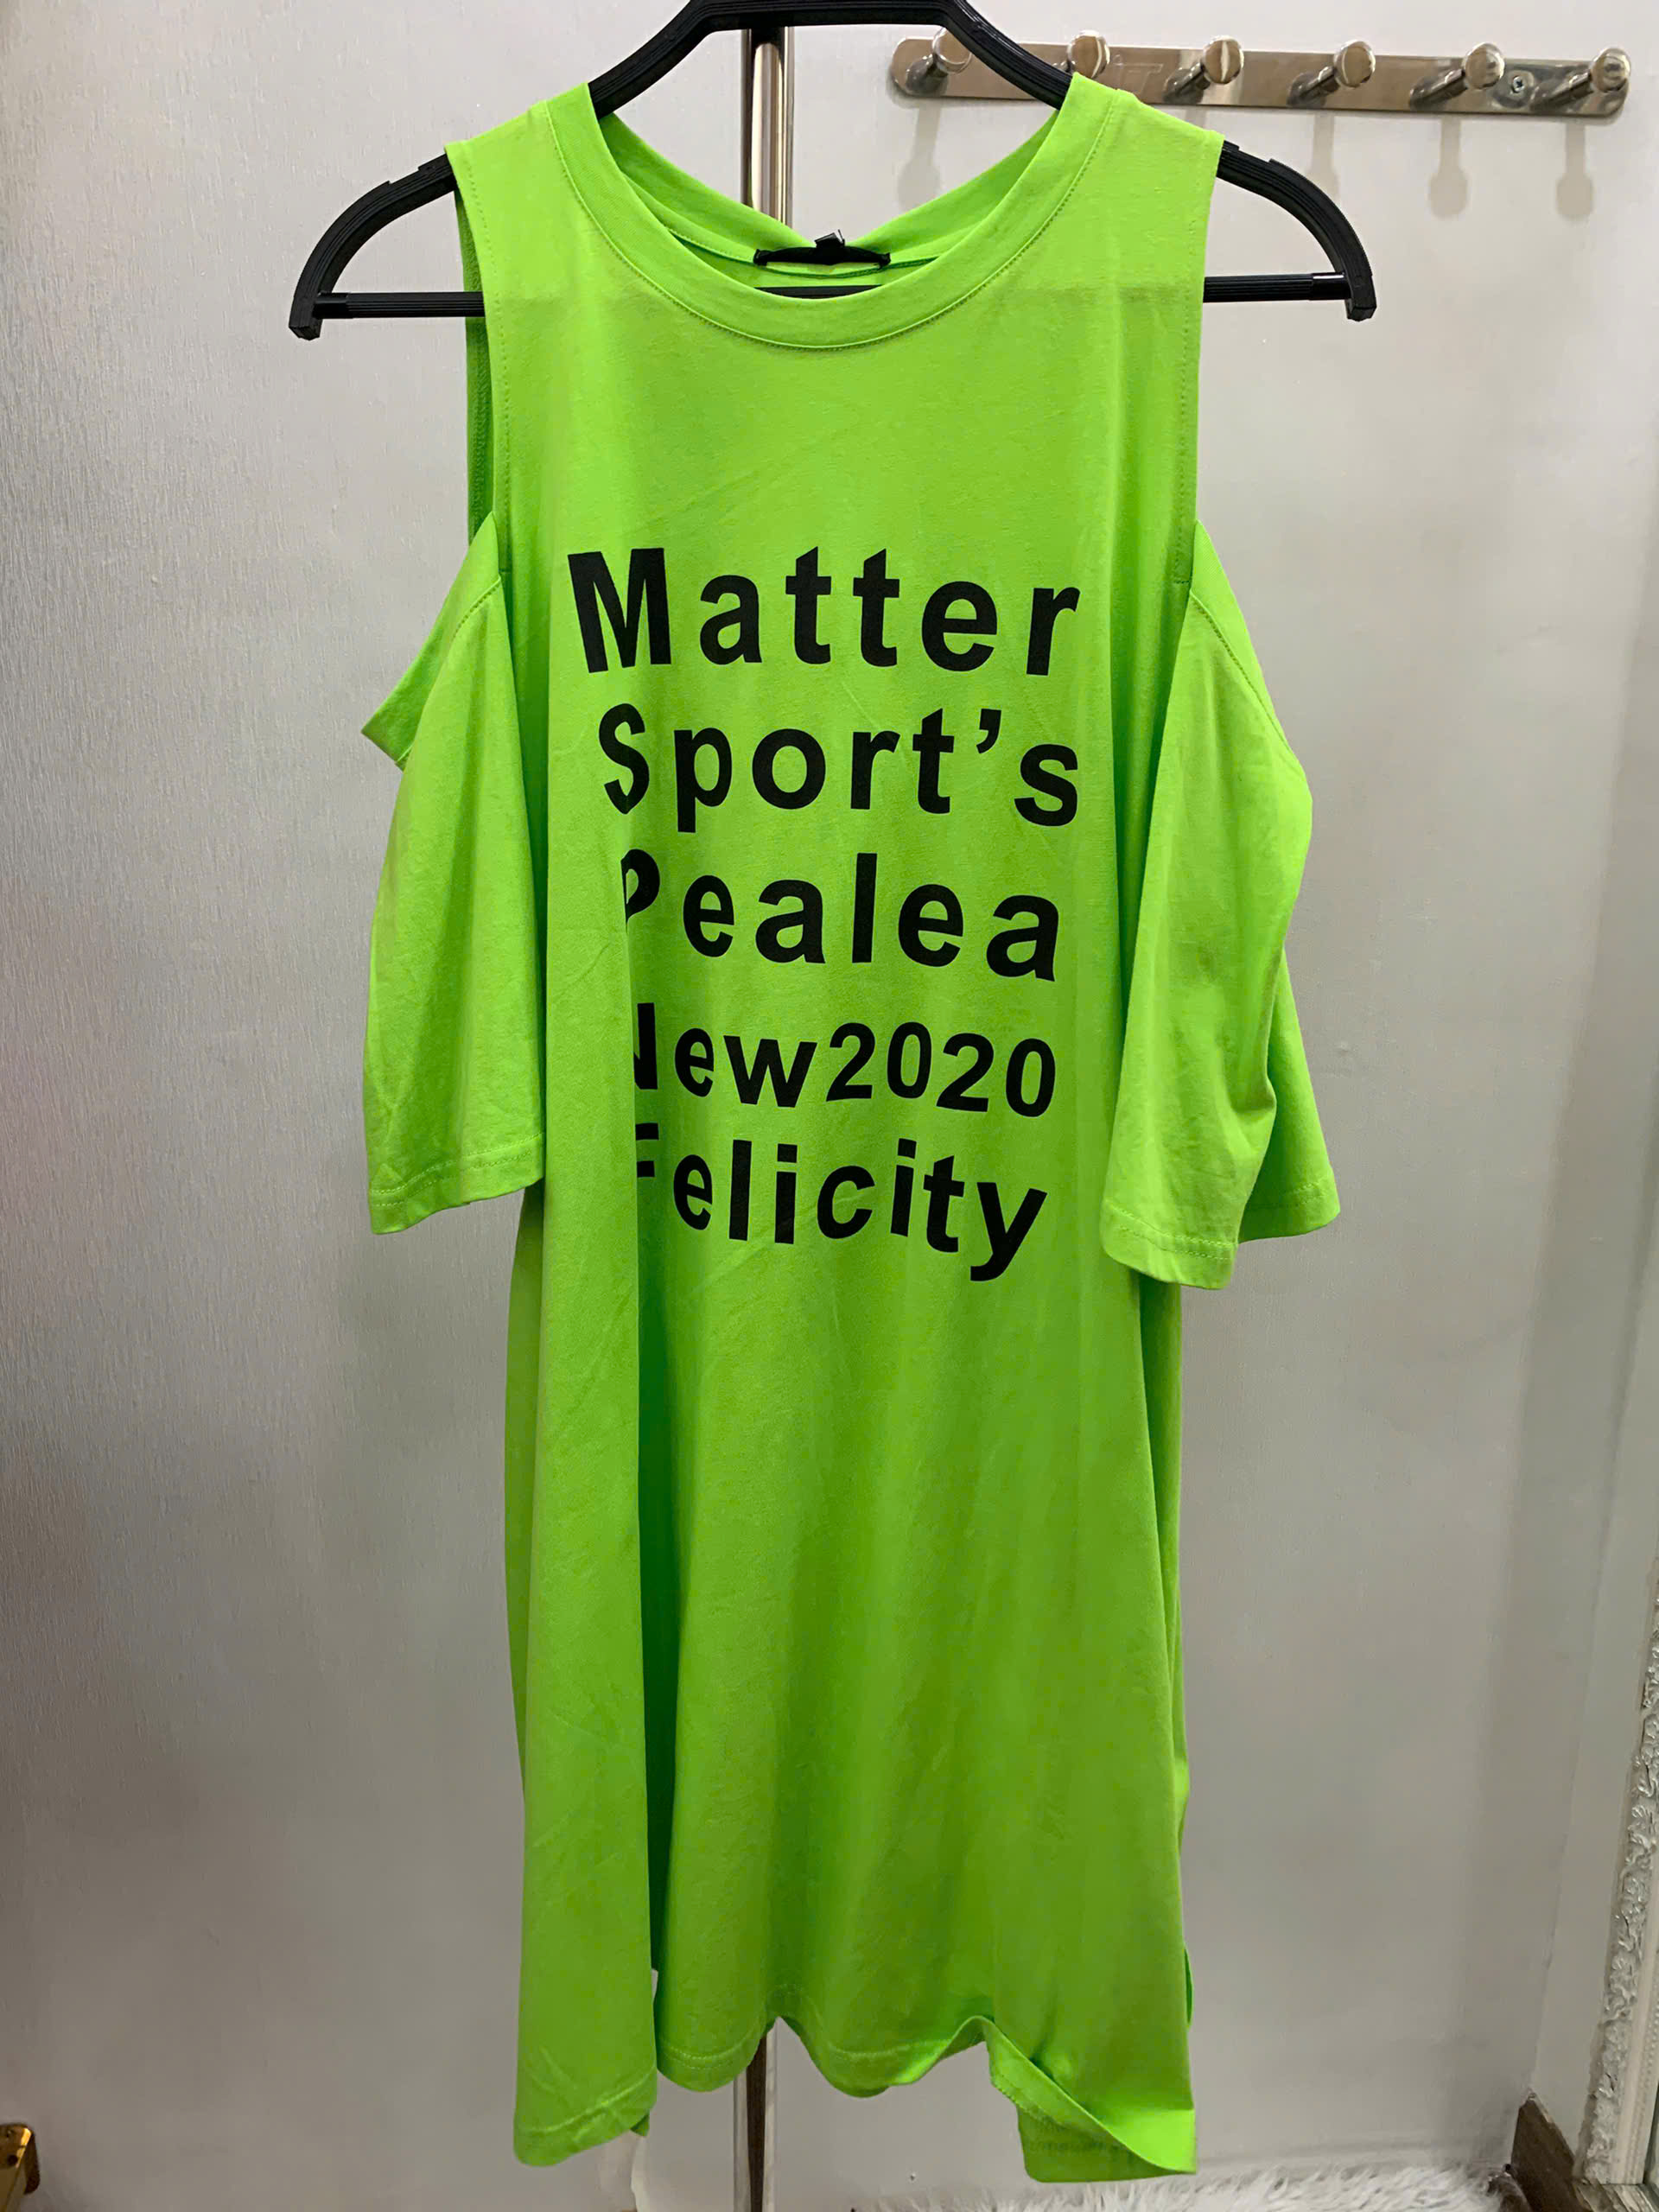 Matter
Sport’s
Pealea
New2020
Felicity